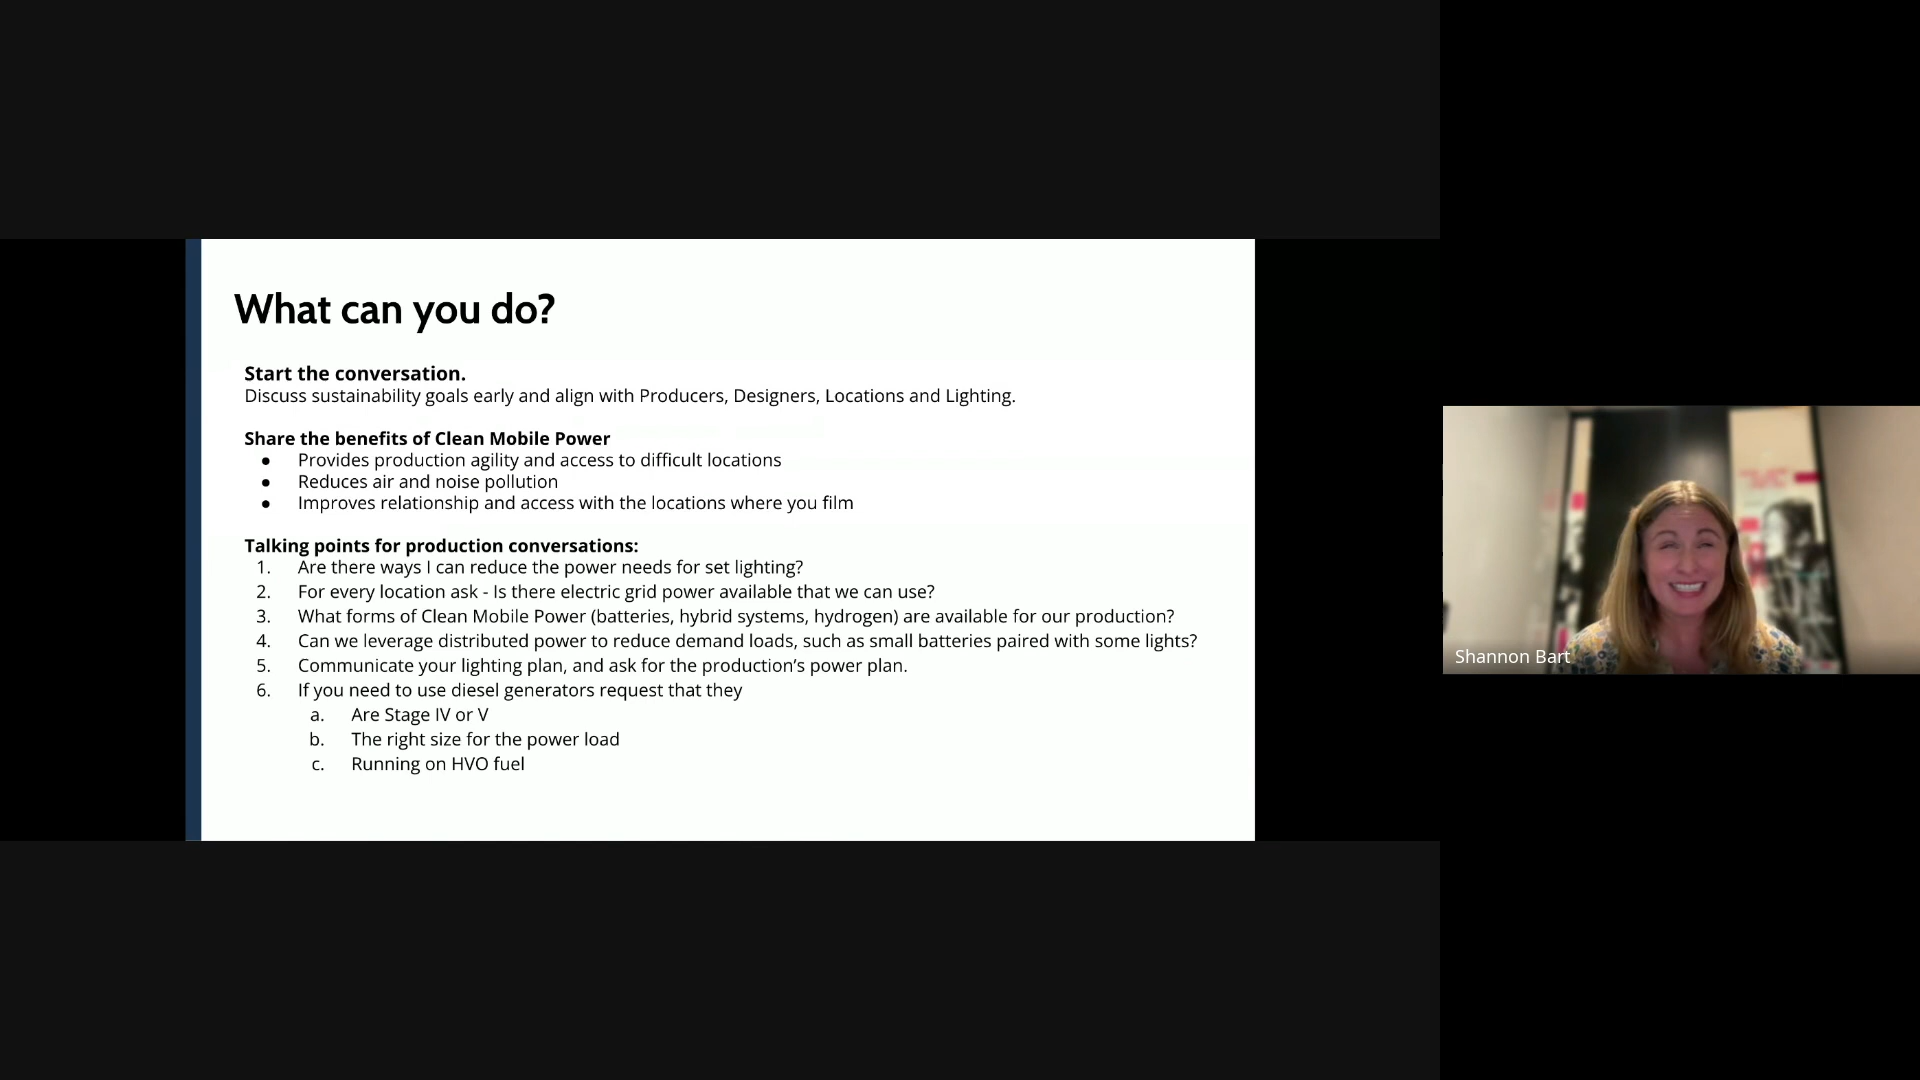 What can you do?
Start the conversation.
Discuss sustainability goals early and align with Producers, Designers, Locations and Lighting.
Share the benefits of Clean Mobile Power
● Provides production agility and access to difficult locations
● Reduces air and noise pollution
● Improves relationship and access with the locations where you film
Talking points for production conversations:
1. Are there ways I can reduce the power needs for set lighting?
2. For every location ask - Is there electric grid power available that we can use?
3. What forms of Clean Mobile Power (batteries, hybrid systems, hydrogen) are available for our production?
4. Can we leverage distributed power to reduce demand loads, such as small batteries paired with some lights?
5. Communicate your lighting plan, and ask for the production’s power plan.
6. If you need to use diesel generators request that they
a. Are Stage IV or V
b. The right size for the power load
c. Running on HVO fuel
Shannon Bart